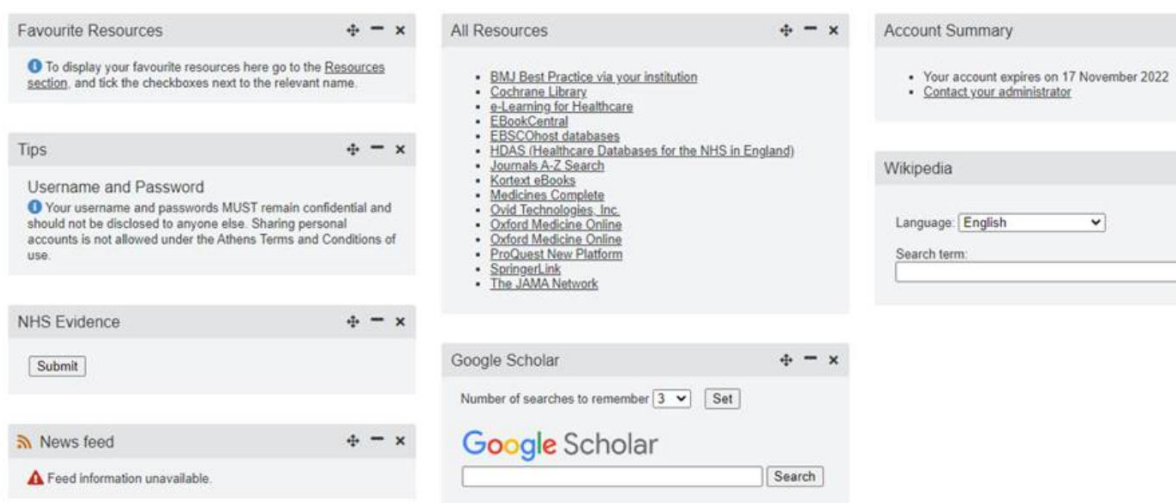 Favourite Resources
To display your favourite resources here go to the Resources
section, and tick the checkboxes next to the relevant name.
Tips
Username and Password
Your username and passwords MUST remain confidential and
should not be disclosed to anyone else. Sharing personal
accounts is not allowed under the Athens Terms and Conditions of
use.
NHS Evidence
Submit
News feed
Feed information unavailable.
All Resources
BMJ Best Practice via your institution
Cochrane Library
e-Learning for Healthcare
EBookCentral
EBSCOhost databases
HDAS (Healthcare Databases for the NHS in England)
Journals A-Z Search
Kortext eBooks
Medicines Complete
Ovid Technologies, Inc.
Oxford Medicine Online
Oxford Medicine Online
ProQuest New Platform
SpringerLink
The JAMA Network
Google Scholar
Number of searches to remember 3 Set
Google Scholar
Search
Account Summary
Your account expires on 17 November 2022
Contact your administrator
Wikipedia
Language: English
Search term: